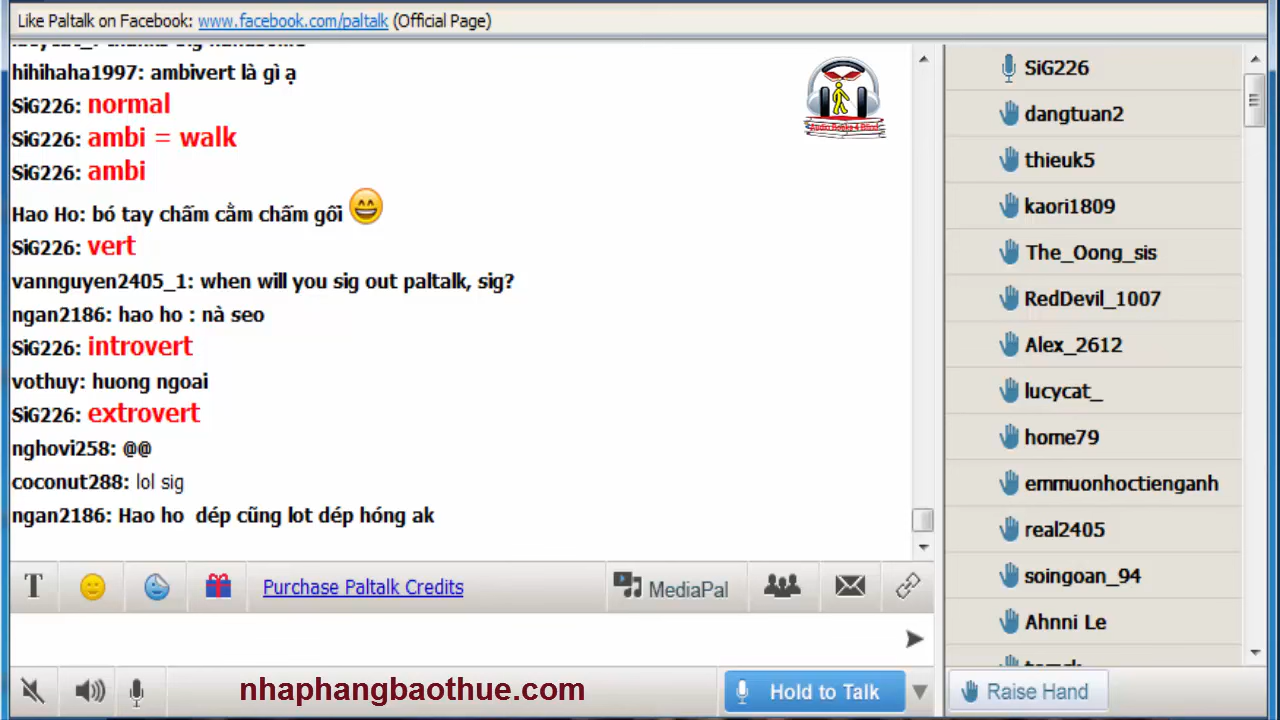 Like Paltalk on Facebook: www.facebook.com/paltalk (Official Page)
hihihaha1997: ambivert là gì ạ
SiG226: normal
SiG226: ambi = walk
SiG226: ambi
Hao Ho: bó tay chấm cằm chấm gối
SiG226: vert
vannguyen2405_1: when will you sig out paltalk, sig?
ngan2186: hao ho : nà seo
SiG226: introvert
vothuy: huong ngoai
SiG226: extrovert
nghovi258: @@
coconut288: lol sig
ngan2186: Hao ho dép cũng lot dép hóng ak
T
Purchase Paltalk Credits
MediaPal
nhaphangbaothue.com
Hold to Talk
SiG226
dangtuan2
thieuk5
kaori1809
The_Oong_sis
RedDevil_1007
Alex_2612
lucycat_
home79
emmuonhoctienganh
real2405
soingoan_94
Ahnni Le
Raise Hand